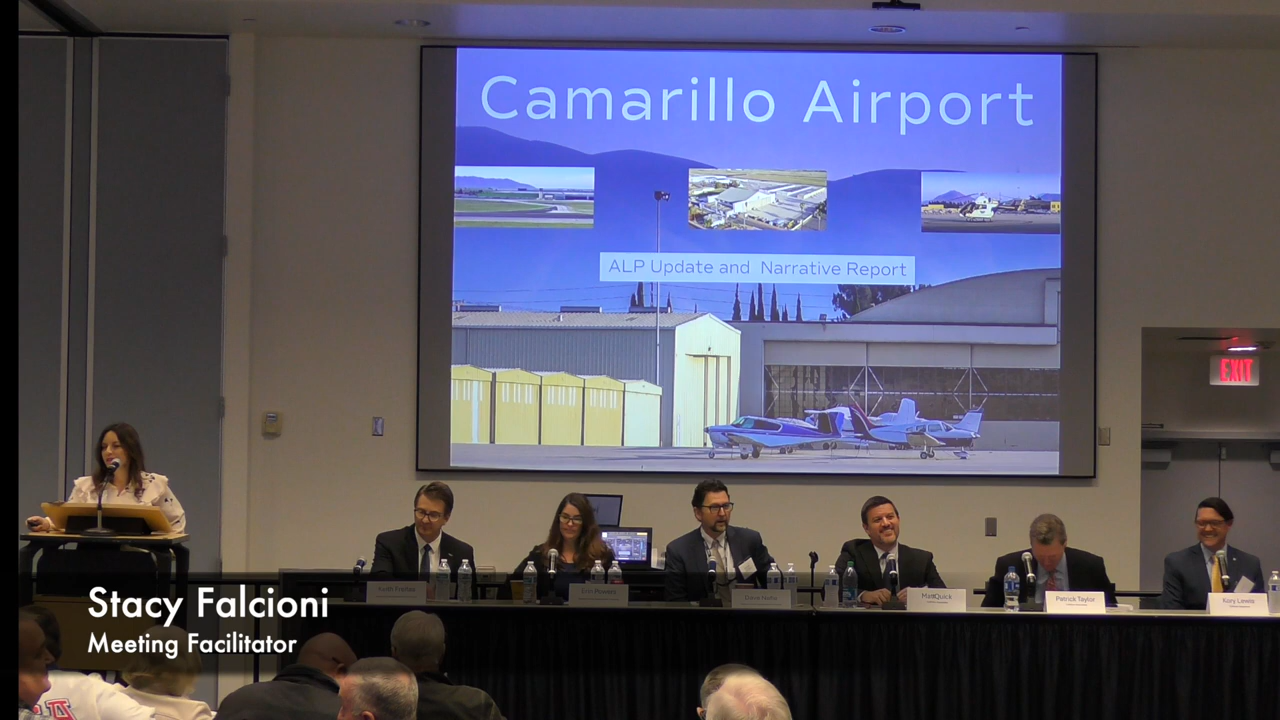 Camarillo Airport
ALP Update and Narrative Report
EXIT
Keith Freitas
Erin Powers
Dave Nafie
Matt Quick
Patrick Taylor
Kory Lewis
Stacy Falcioni
Meeting Facilitator